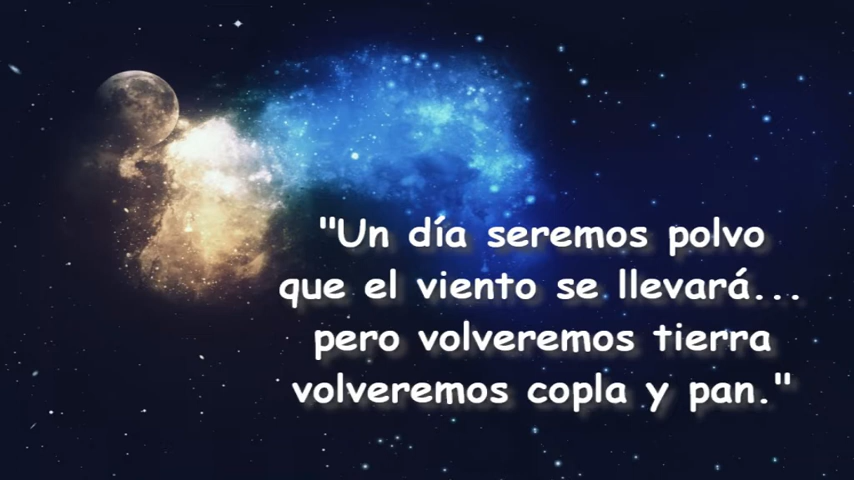 "Un día seremos polvo
que el viento se llevará...
pero volveremos tierra
volveremos copla y pan."